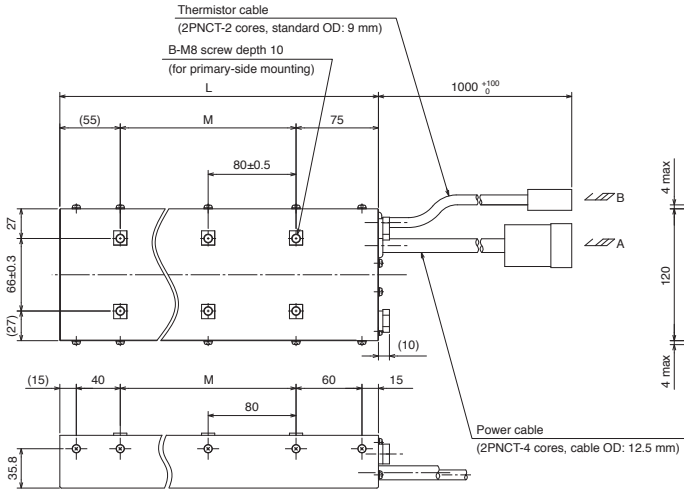 Thermistor cable
(2PNCT-2 cores, standard OD: 9 mm)
B-M8 screw depth 10
(for primary-side mounting)
L
1000 +100 0
(55)
M
75
80±0.5
4 max
B
27
66±0.3
(27)
A
120
(10)
4 max
(15)
40
M
60
15
80
35.8
Power cable
(2PNCT-4 cores, cable OD: 12.5 mm)